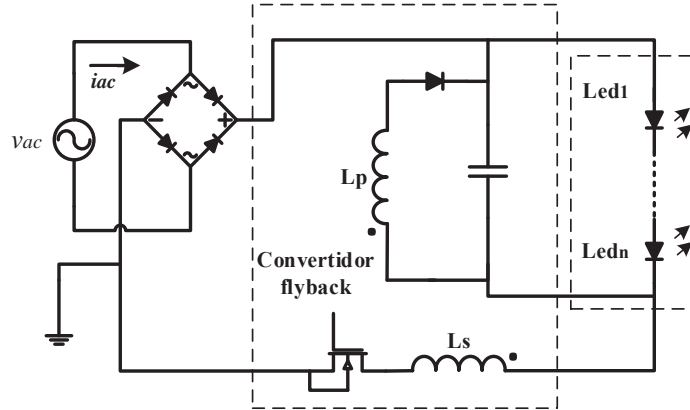 iac
vac
Led1
Lp
Ledn
Convertidor
flyback
Ls